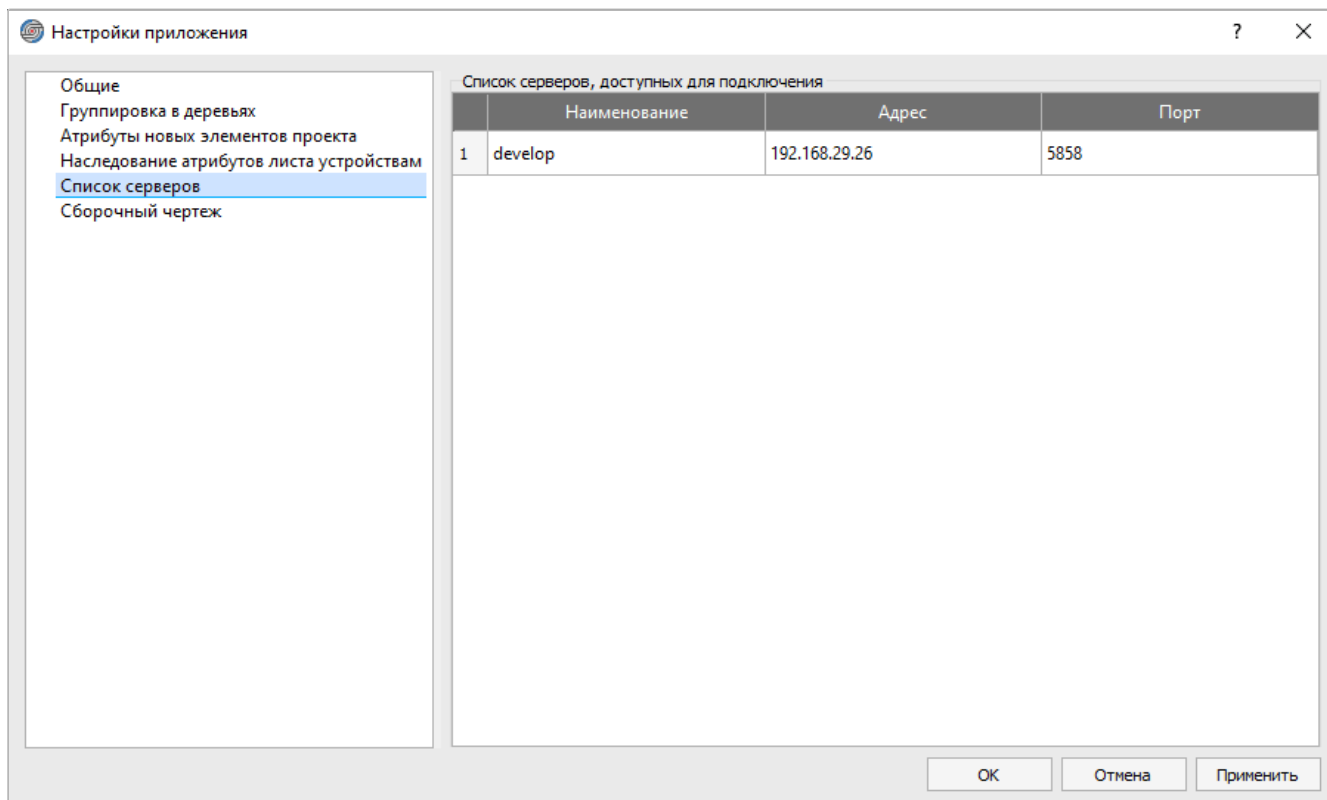 Настройки приложения
Общие
Группировка в деревьях
Атрибуты новых элементов проекта
Наследование атрибутов листа устройствам
Список серверов
Сборочный чертеж
Список серверов, доступных для подключения
Наименование Адрес Порт
1 develop 192.168.29.26 5858
ОК Отмена Применить